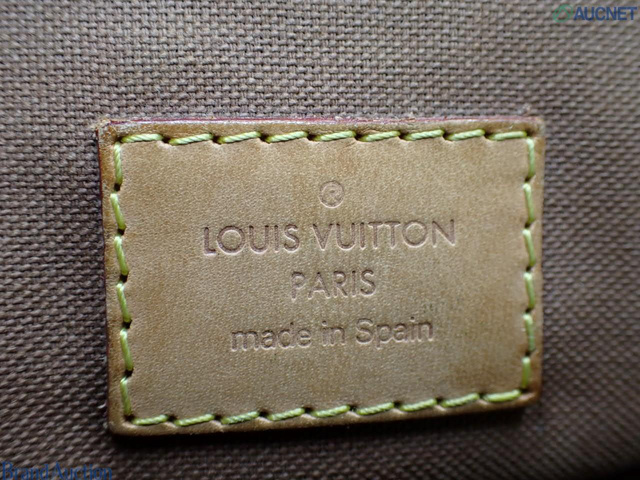 AUCNET
®
LOUIS VUITTON
PARIS
made in Spain
Brand Auction